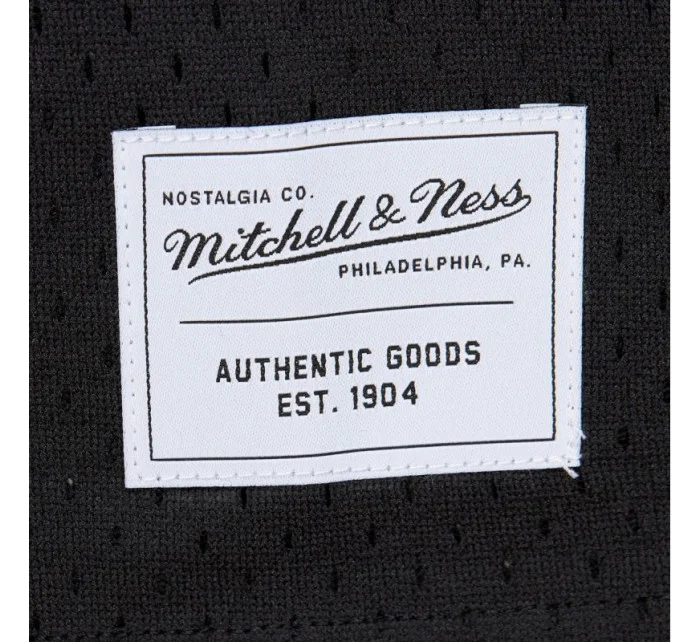 NOSTALGIA CO.
Mitchell & Ness
PHILADELPHIA, PA.
AUTHENTIC GOODS
EST. 1904